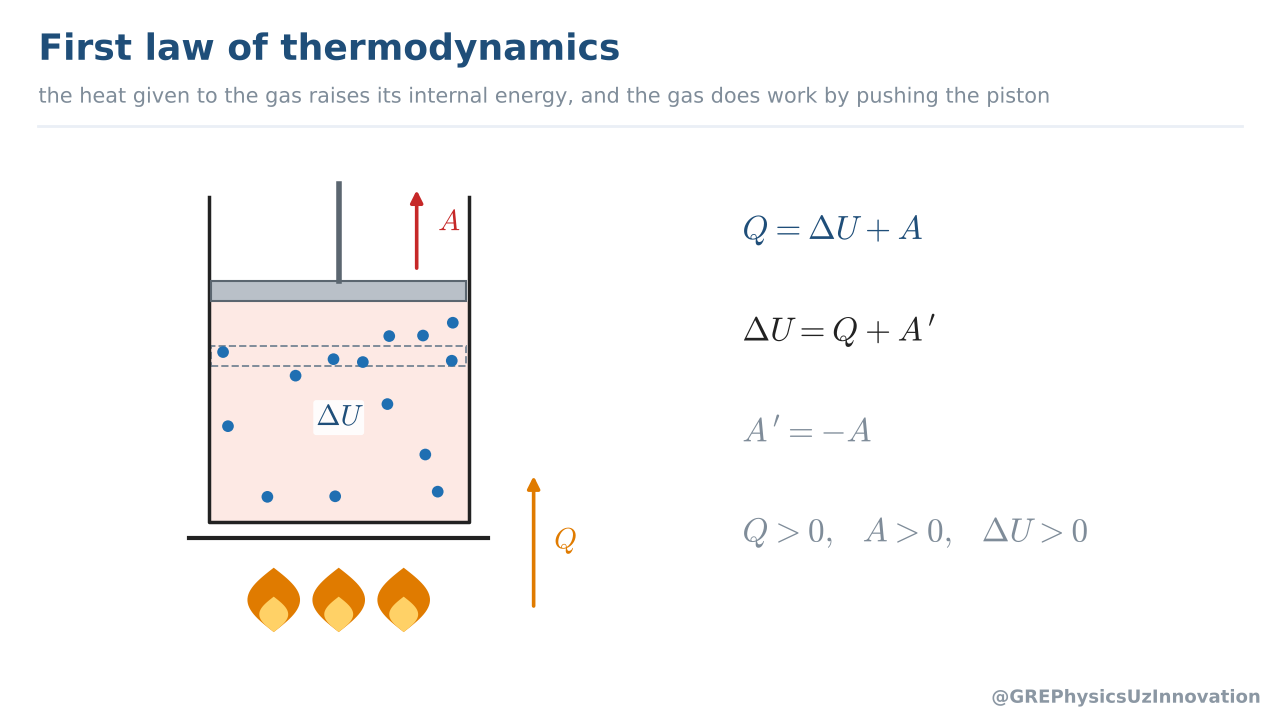 First law of thermodynamics
the heat given to the gas raises its internal energy, and the gas does work by pushing the piston
A
Q = ΔU + A
ΔU = Q + A′
ΔU
A′ = −A
Q
Q > 0, A > 0, ΔU > 0
@GREPhysicsUzInnovation